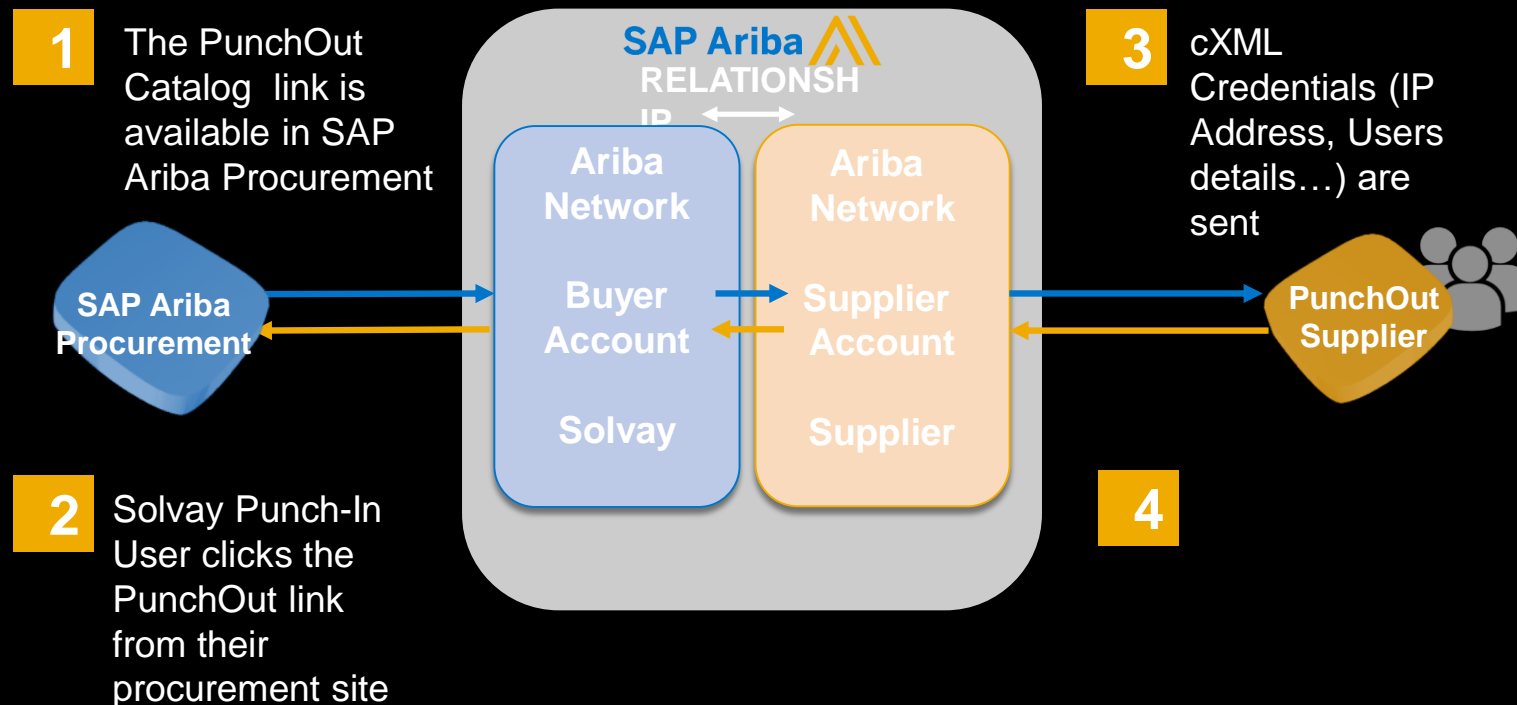 1
The PunchOut
Catalog link is
available in SAP
Ariba Procurement
SAP Ariba
RELATIONSH
IP
3
cXML
Credentials (IP
Address, Users
details…) are
sent
SAP Ariba
Procurement
Ariba
Network
Buyer
Account
Solvay
Ariba
Network
Supplier
Account
Supplier
PunchOut
Supplier
2
Solvay Punch-In
User clicks the
PunchOut link
from their
procurement site
4